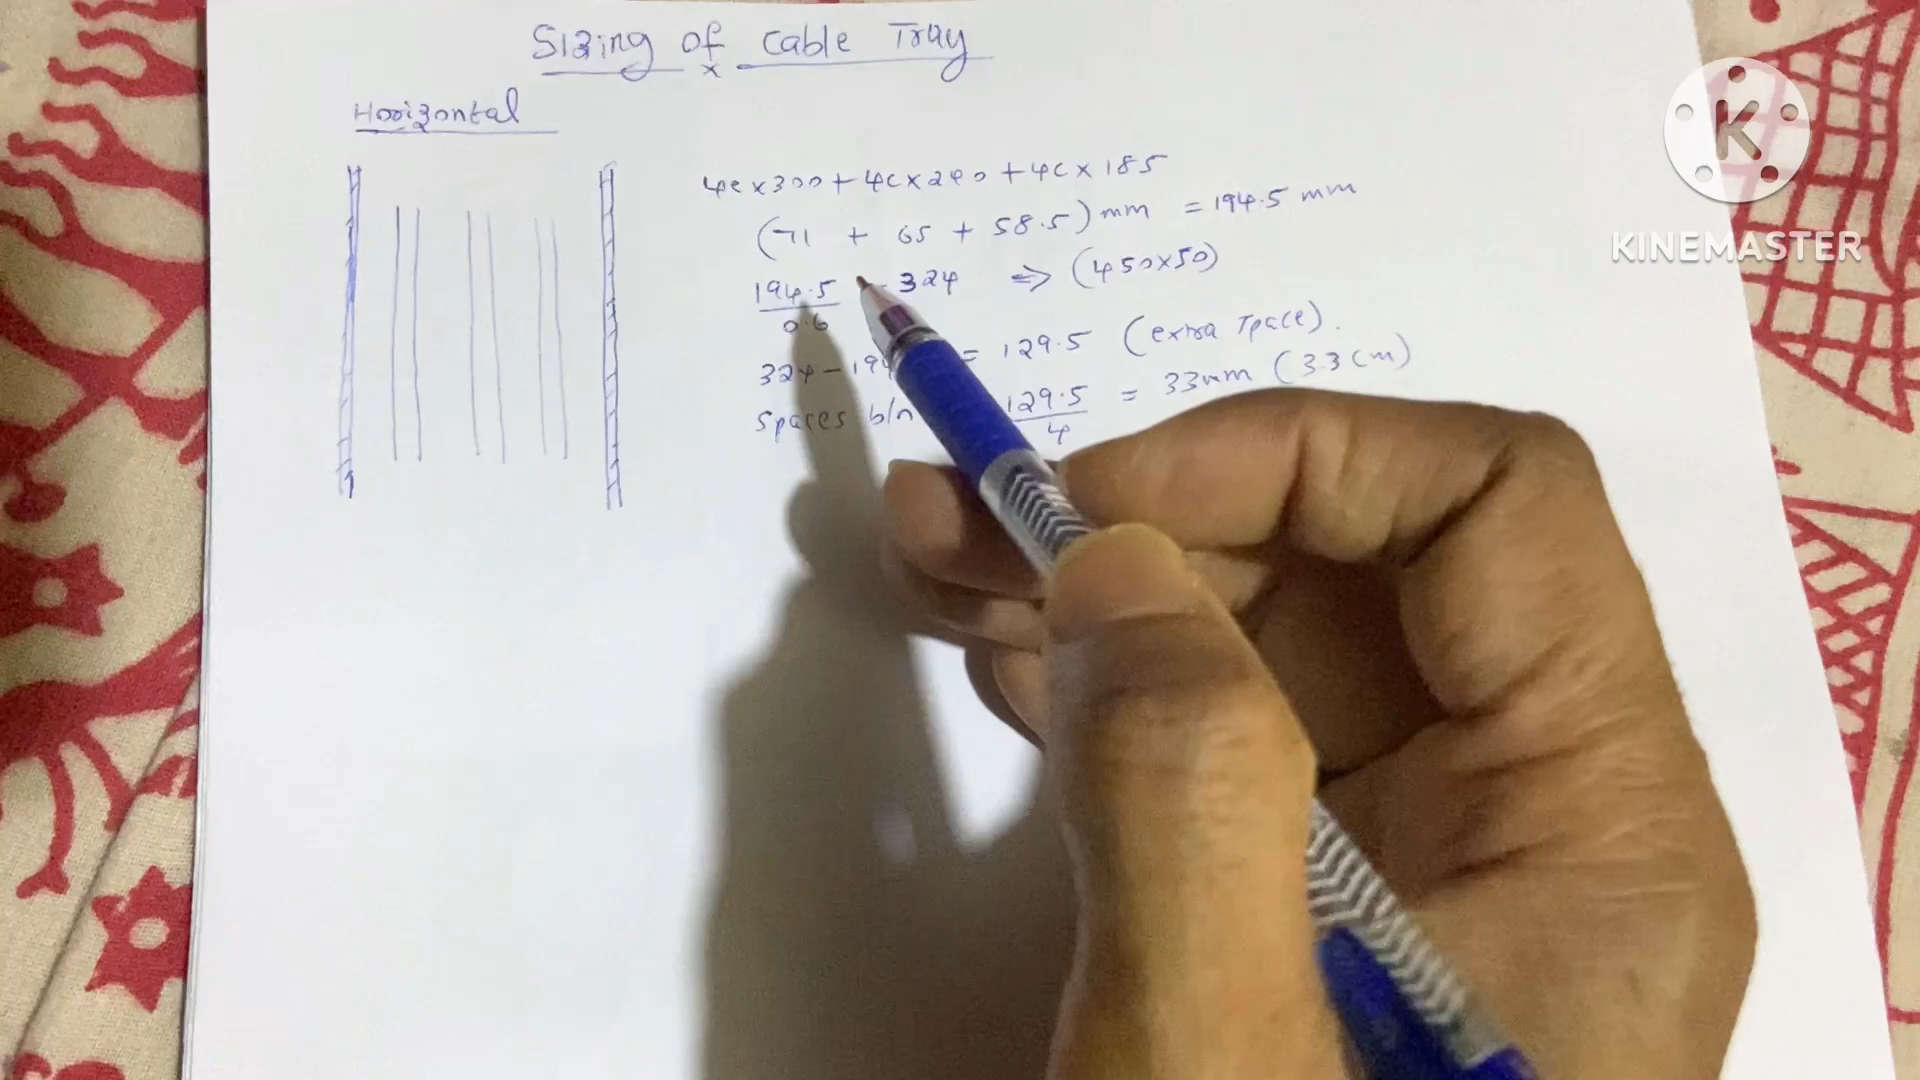 Sizing of Cable Tray
x
Horizontal
4c x 300 + 4c x 240 + 4c x 185
(71 + 65 + 58.5) mm = 194.5 mm
194.5 324 ⇒ (450x50)
0.6
324 - 19 = 129.5 (extra Space).
Spaces b/n 129.5 = 33mm (3.3cm)
4
K
KINEMASTER